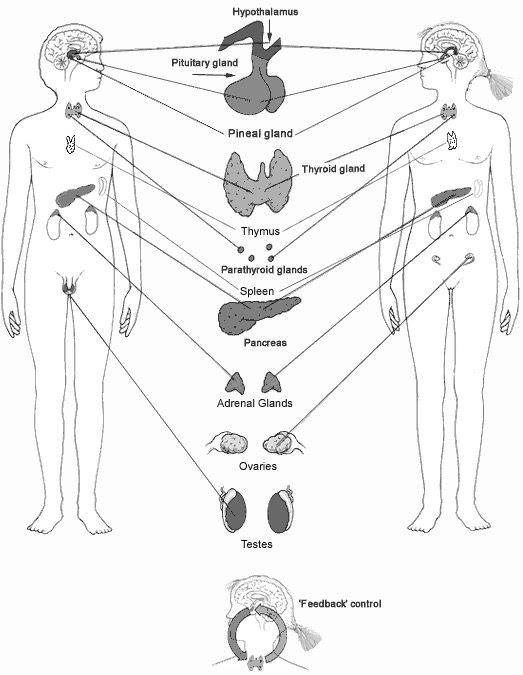 Hypothalamus
Pituitary gland
Pineal gland
Thyroid gland
Thymus
Parathyroid glands
Spleen
Pancreas
Adrenal Glands
Ovaries
Testes
'Feedback' control